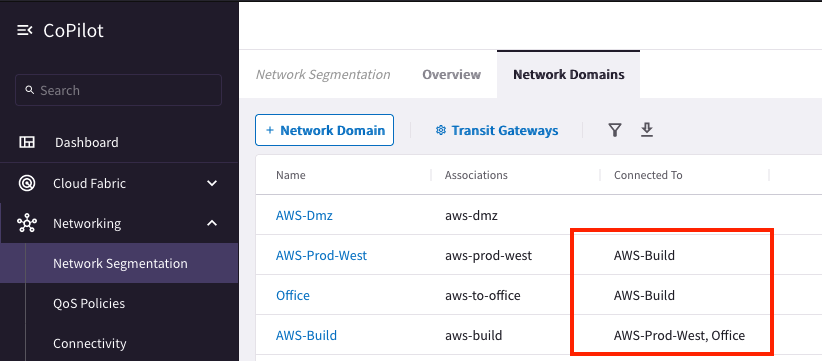 CoPilot
Search
Dashboard
Cloud Fabric
Networking
Network Segmentation
QoS Policies
Connectivity
Network Segmentation Overview Network Domains
+ Network Domain Transit Gateways
Name Associations Connected To
AWS-Dmz aws-dmz
AWS-Prod-West aws-prod-west AWS-Build
Office aws-to-office AWS-Build
AWS-Build aws-build AWS-Prod-West, Office